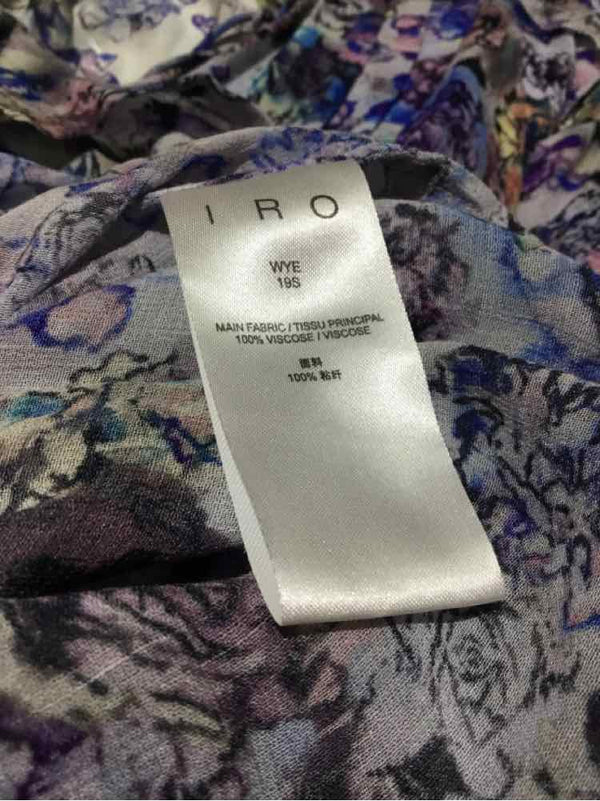 IRO
WYE
19S
MAIN FABRIC / TISSU PRINCIPAL
100% VISCOSE / VISCOSE
面料
100% 粘纤